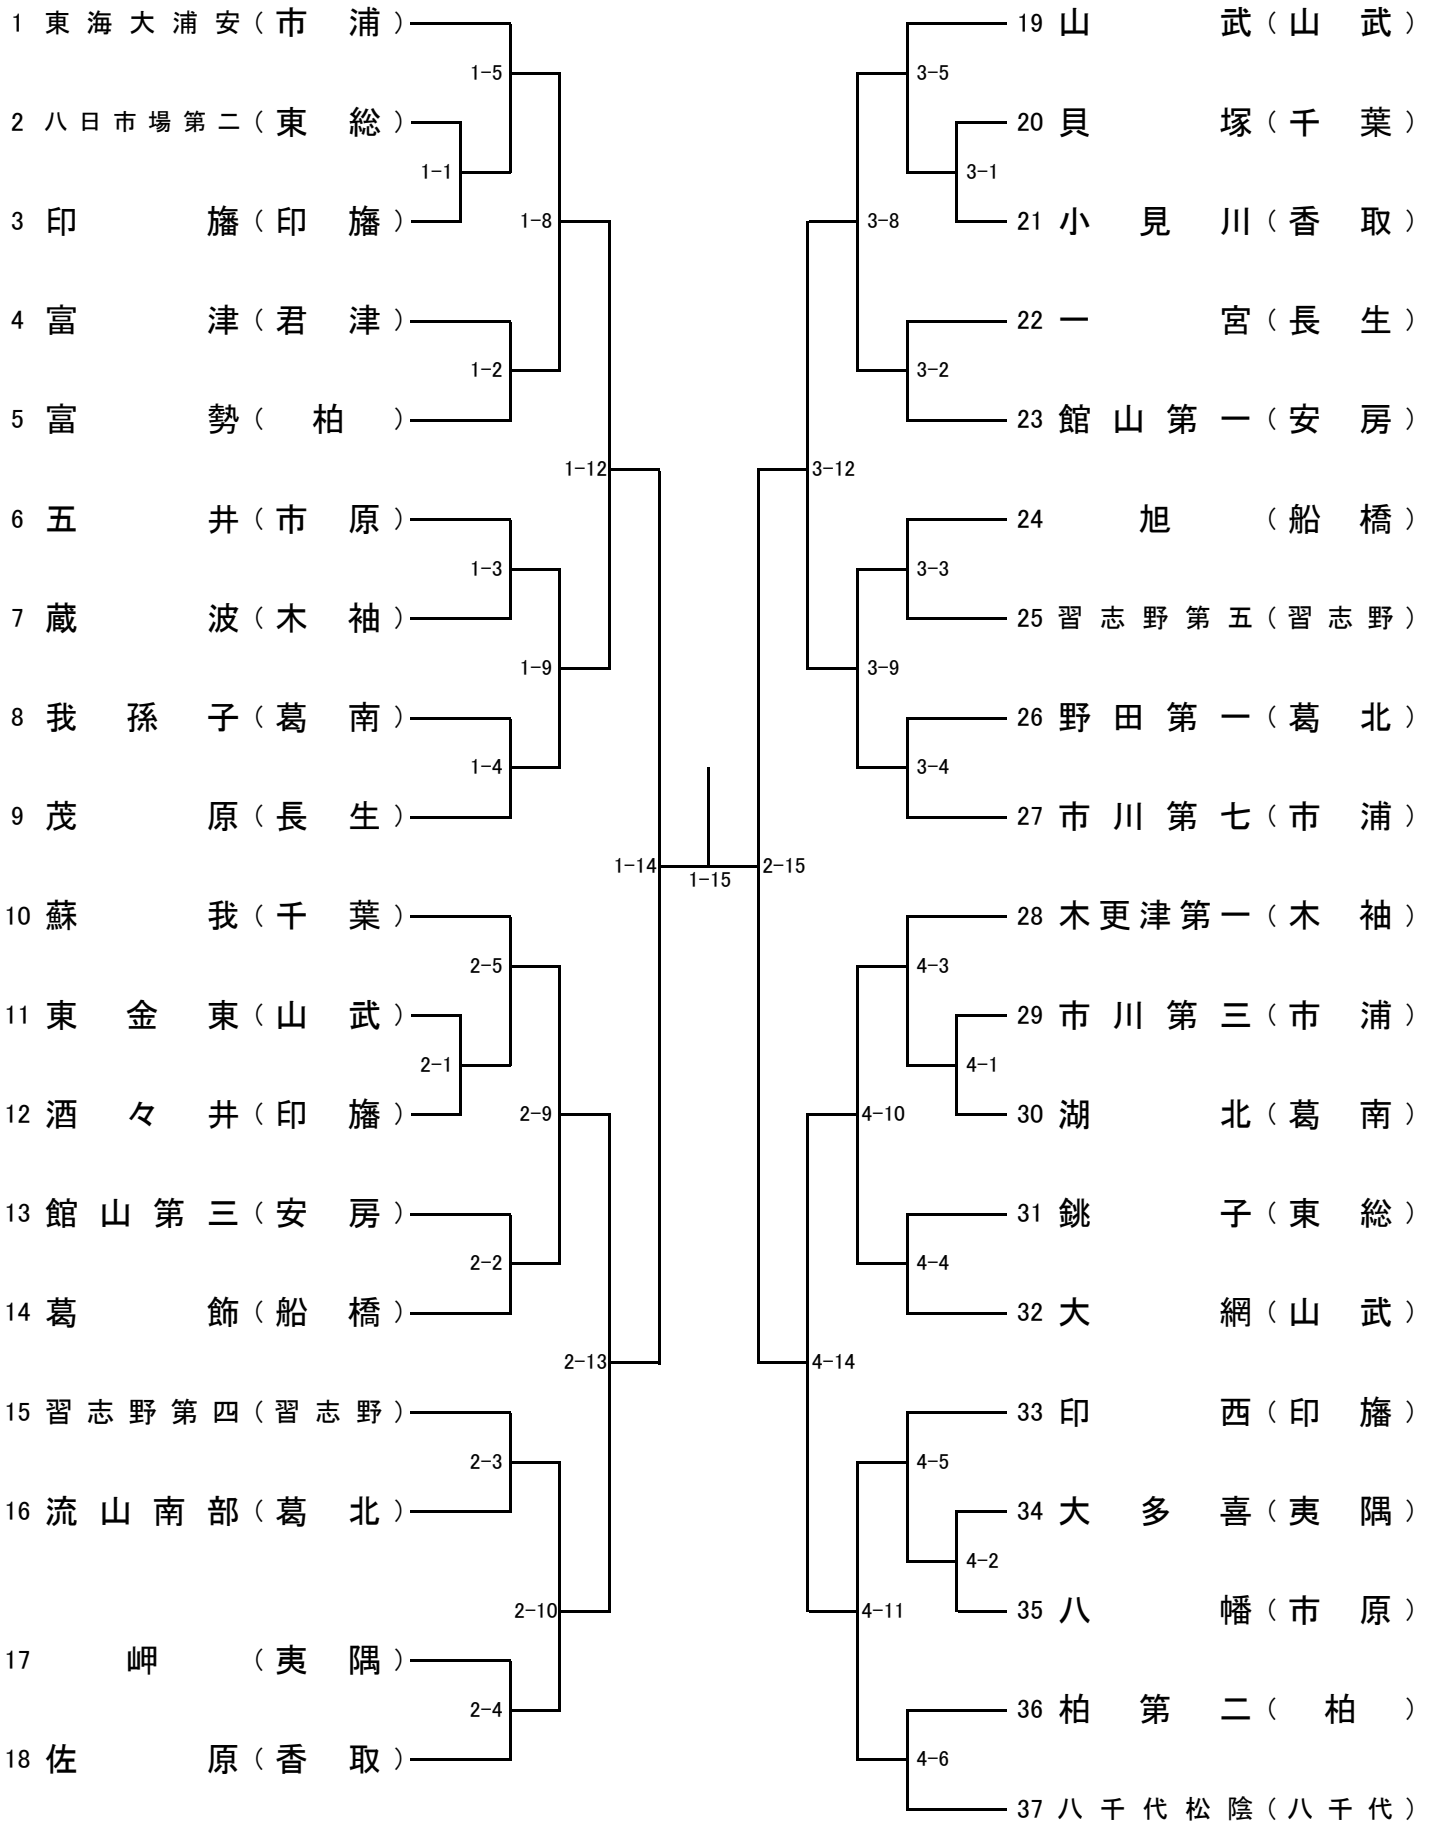 1 東海大浦安（市浦）
1-5
2 八日市場第二（東総）
1-1
3 印旛（印旛）
1-8
4 富津（君津）
1-2
5 富勢（柏）
1-12
6 五井（市原）
1-3
7 蔵波（木袖）
1-9
8 我孫子（葛南）
1-4
9 茂原（長生）
1-14
1-15
10 蘇我（千葉）
2-5
11 東金東（山武）
2-1
12 酒々井（印旛）
2-9
13 館山第三（安房）
2-2
14 葛飾（船橋）
2-13
15 習志野第四（習志野）
2-3
16 流山南部（葛北）
2-10
17 岬（夷隅）
2-4
18 佐原（香取）
19 山武（山武）
3-5
20 貝塚（千葉）
3-1
21 小見川（香取）
3-8
22 一宮（長生）
3-2
23 館山第一（安房）
3-12
24 旭（船橋）
3-3
25 習志野第五（習志野）
3-9
26 野田第一（葛北）
3-4
27 市川第七（市浦）
2-15
28 木更津第一（木袖）
4-3
29 市川第三（市浦）
4-1
30 湖北（葛南）
4-10
31 銚子（東総）
4-4
32 大網（山武）
4-14
33 印西（印旛）
4-5
34 大多喜（夷隅）
4-2
35 八幡（市原）
4-11
36 柏第二（柏）
4-6
37 八千代松陰（八千代）